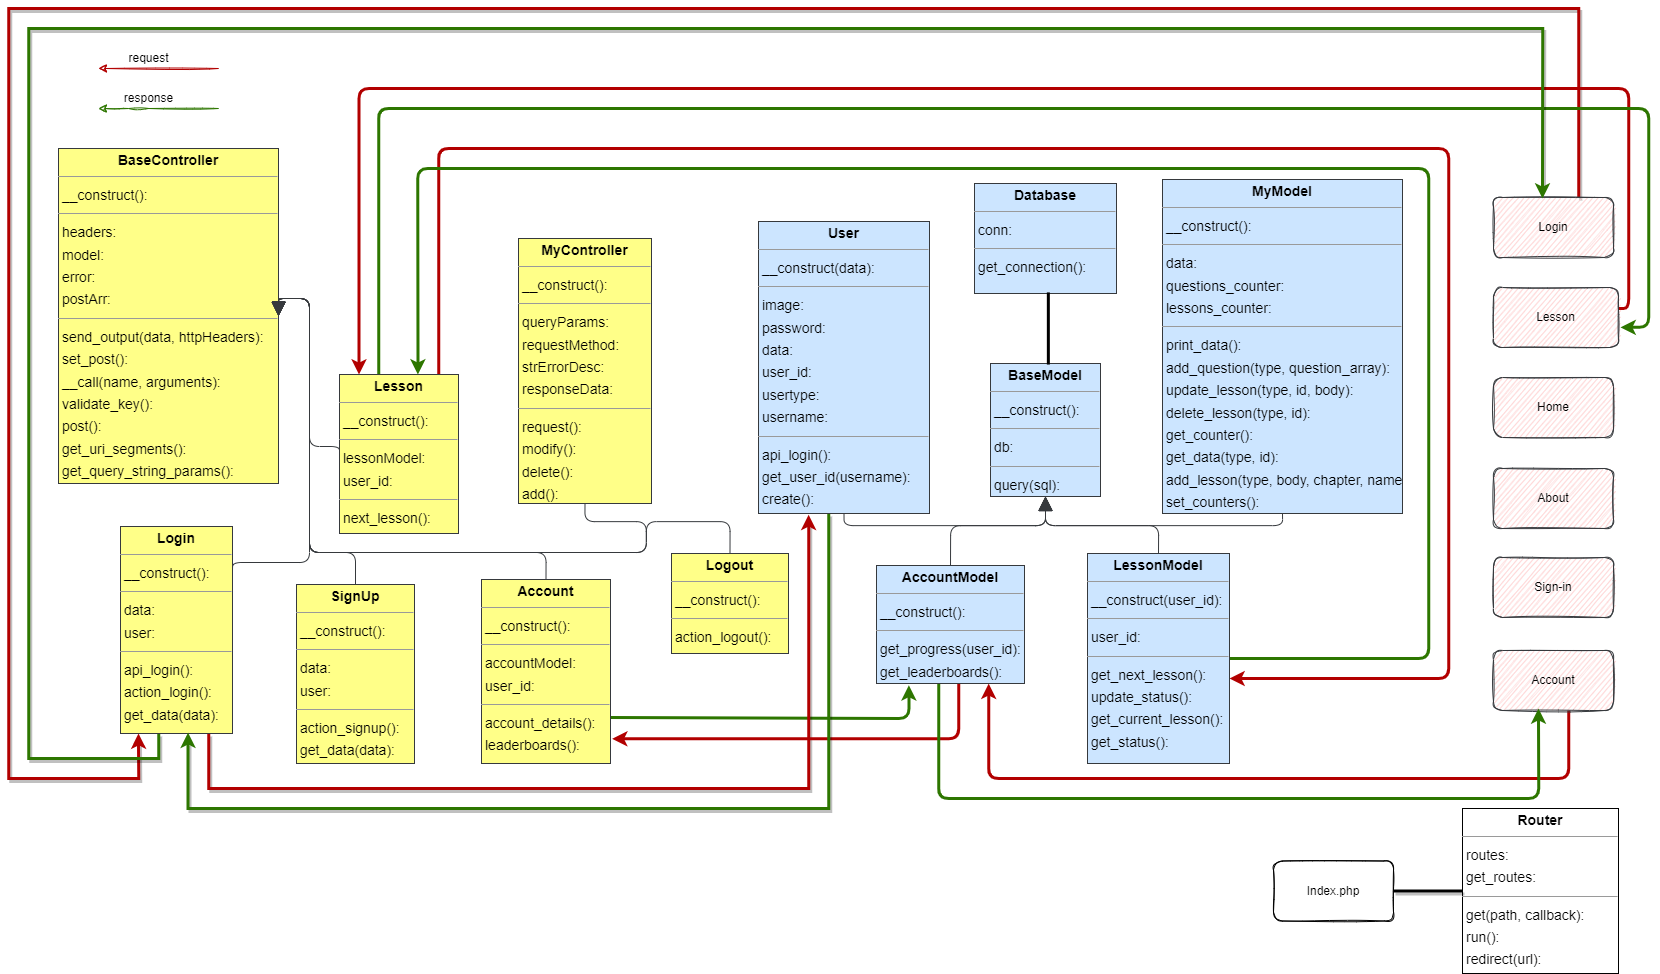 request
response
BaseController
__construct():
headers:
model:
error:
postArr:
send_output(data, httpHeaders):
set_post():
__call(name, arguments):
validate_key():
post():
get_uri_segments():
get_query_string_params():
Lesson
__construct():
lessonModel:
user_id:
next_lesson():
MyController
__construct():
queryParams:
requestMethod:
strErrorDesc:
responseData:
request():
modify():
delete():
add():
User
__construct(data):
image:
password:
data:
user_id:
usertype:
username:
api_login():
get_user_id(username):
create():
Database
conn:
get_connection():
BaseModel
__construct():
db:
query(sql):
MyModel
__construct():
data:
questions_counter:
lessons_counter:
print_data():
add_question(type, question_array):
update_lesson(type, id, body):
delete_lesson(type, id):
get_counter():
get_data(type, id):
add_lesson(type, body, chapter, name
set_counters():
Login
Lesson
Home
About
Sign-in
Account
Login
__construct():
data:
user:
api_login():
action_login():
get_data(data):
SignUp
__construct():
data:
user:
action_signup():
get_data(data):
Account
__construct():
accountModel:
user_id:
account_details():
leaderboards():
Logout
__construct():
action_logout():
AccountModel
__construct():
get_progress(user_id):
get_leaderboards():
LessonModel
__construct(user_id):
user_id:
get_next_lesson():
update_status():
get_current_lesson():
get_status():
Index.php
Router
routes:
get_routes:
get(path, callback):
run():
redirect(url):